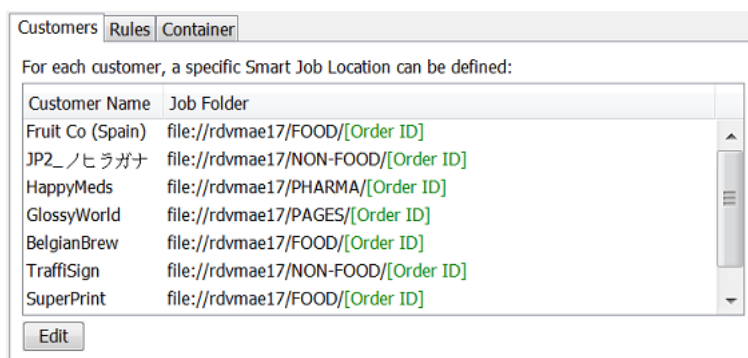 Customers Rules Container
For each customer, a specific Smart Job Location can be defined:
Customer Name Job Folder
Fruit Co (Spain) file://rdvmae17/FOOD/[Order ID]
JP2_ノヒラガナ file://rdvmae17/NON-FOOD/[Order ID]
HappyMeds file://rdvmae17/PHARMA/[Order ID]
GlossyWorld file://rdvmae17/PAGES/[Order ID]
BelgianBrew file://rdvmae17/FOOD/[Order ID]
TraffiSign file://rdvmae17/NON-FOOD/[Order ID]
SuperPrint file://rdvmae17/FOOD/[Order ID]
Edit